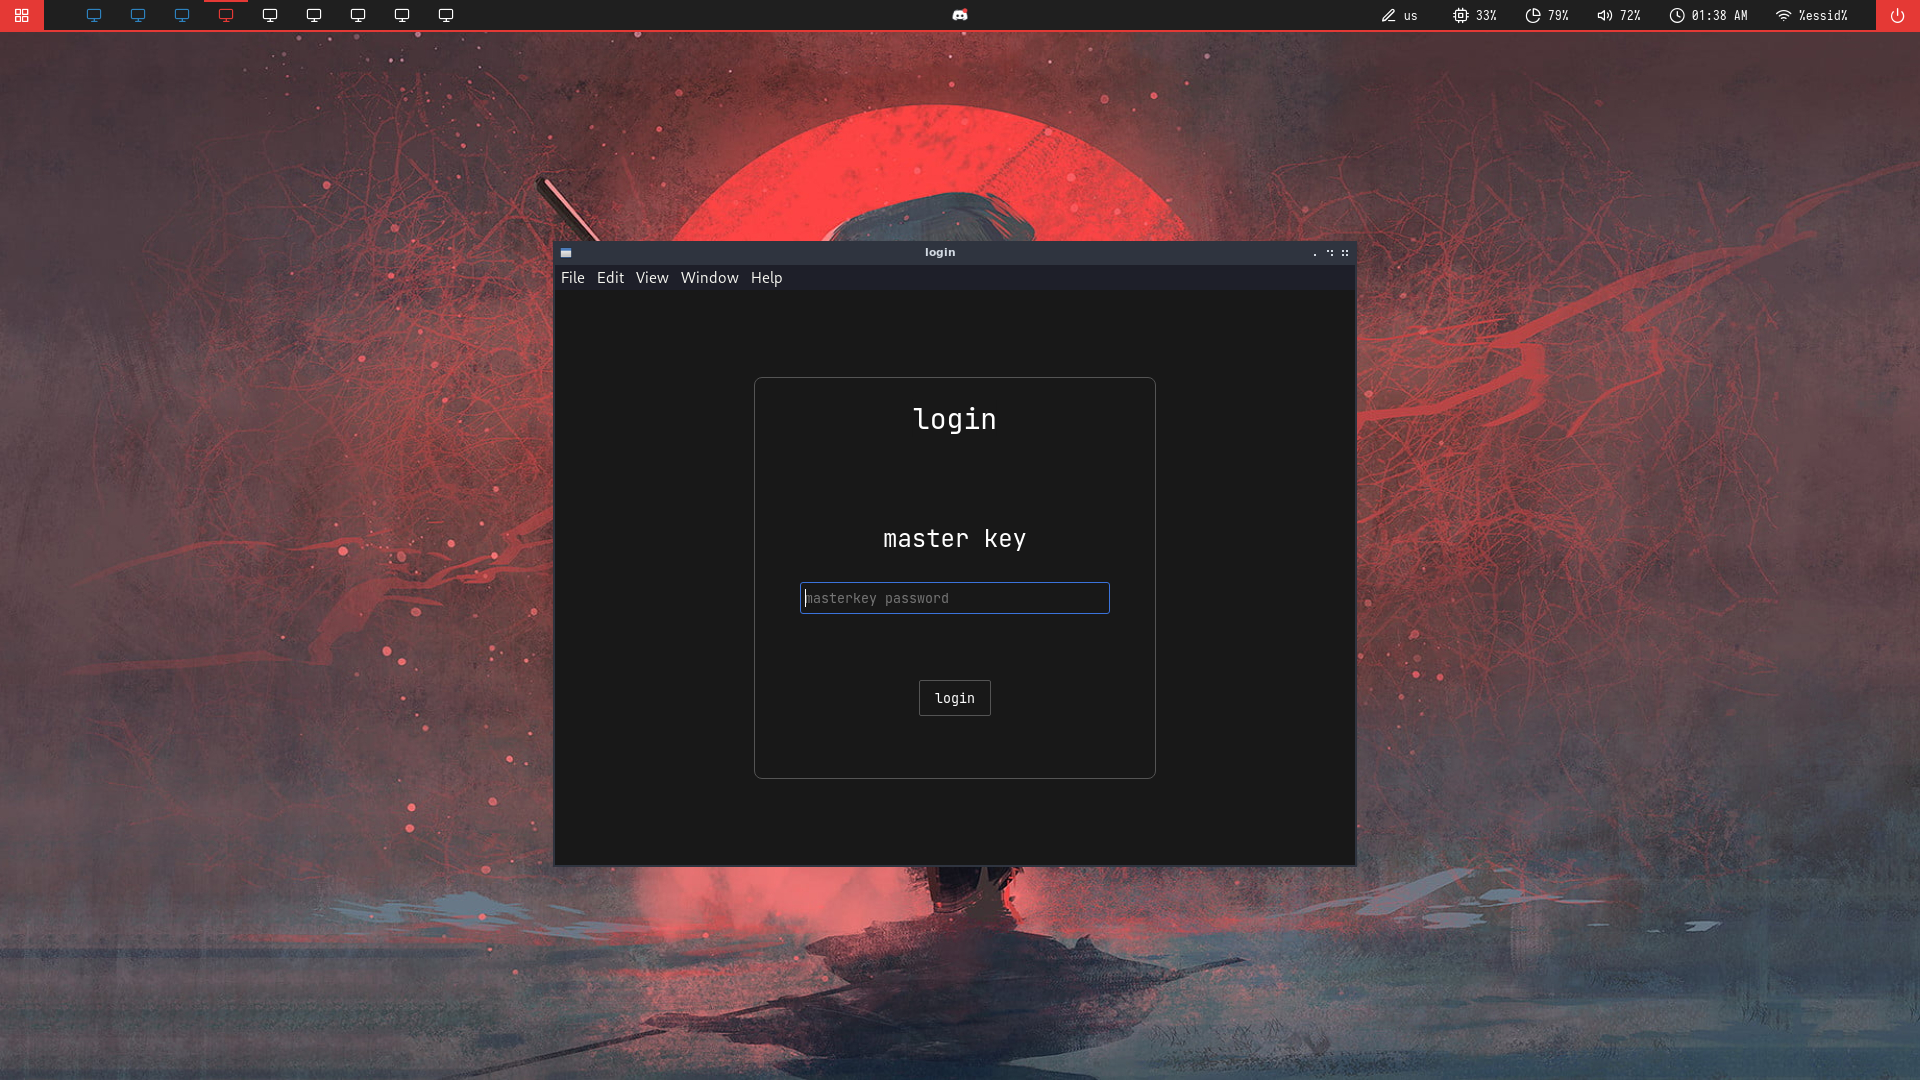 us 33% 79% 72% 01:38 AM %essid%
login
File Edit View Window Help
login
master key
masterkey password
login